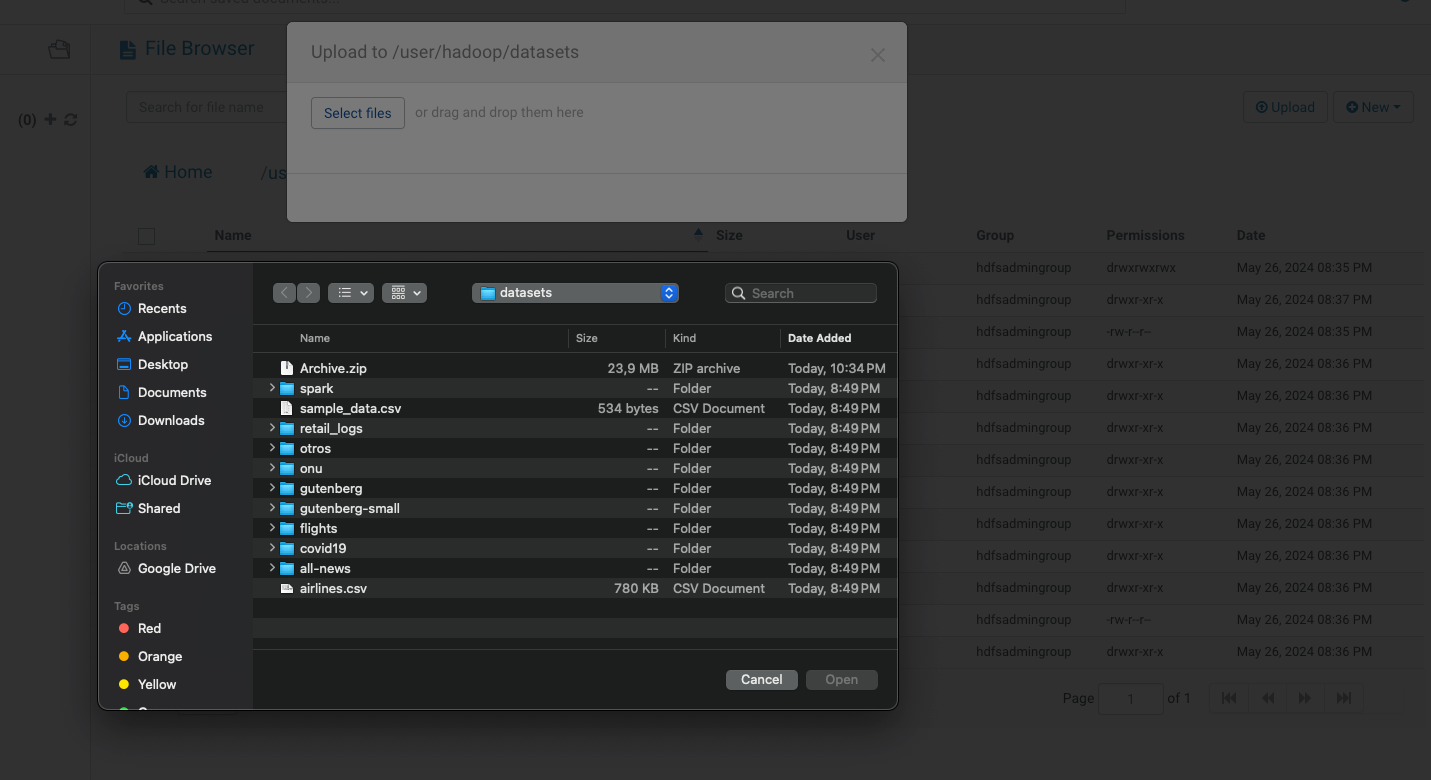 Search saved documents...
File Browser
Upload to /user/hadoop/datasets
Search for file name
Select files or drag and drop them here
Upload New
(0)
Home /us
Name Size User Group Permissions Date
hdfsadmingroup drwxrwxrwx May 26, 2024 08:35 PM
hdfsadmingroup drwxr-xr-x May 26, 2024 08:37 PM
hdfsadmingroup -rw-r--r-- May 26, 2024 08:35 PM
hdfsadmingroup drwxr-xr-x May 26, 2024 08:36 PM
hdfsadmingroup drwxr-xr-x May 26, 2024 08:36 PM
hdfsadmingroup drwxr-xr-x May 26, 2024 08:36 PM
hdfsadmingroup drwxr-xr-x May 26, 2024 08:36 PM
hdfsadmingroup drwxr-xr-x May 26, 2024 08:36 PM
hdfsadmingroup drwxr-xr-x May 26, 2024 08:36 PM
hdfsadmingroup drwxr-xr-x May 26, 2024 08:36 PM
hdfsadmingroup drwxr-xr-x May 26, 2024 08:36 PM
hdfsadmingroup -rw-r--r-- May 26, 2024 08:36 PM
hdfsadmingroup drwxr-xr-x May 26, 2024 08:36 PM
Page 1 of 1
Favorites
Recents
Applications
Desktop
Documents
Downloads
iCloud
iCloud Drive
Shared
Locations
Google Drive
Tags
Red
Orange
Yellow
datasets
Search
Name Size Kind Date Added
Archive.zip 23,9 MB ZIP archive Today, 10:34 PM
spark -- Folder Today, 8:49 PM
sample_data.csv 534 bytes CSV Document Today, 8:49 PM
retail_logs -- Folder Today, 8:49 PM
otros -- Folder Today, 8:49 PM
onu -- Folder Today, 8:49 PM
gutenberg -- Folder Today, 8:49 PM
gutenberg-small -- Folder Today, 8:49 PM
flights -- Folder Today, 8:49 PM
covid19 -- Folder Today, 8:49 PM
all-news -- Folder Today, 8:49 PM
airlines.csv 780 KB CSV Document Today, 8:49 PM
Cancel Open